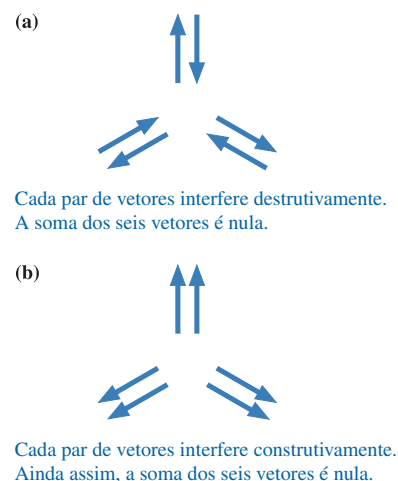 (a)
Cada par de vetores interfere destrutivamente.
A soma dos seis vetores é nula.
(b)
Cada par de vetores interfere construtivamente.
Ainda assim, a soma dos seis vetores é nula.